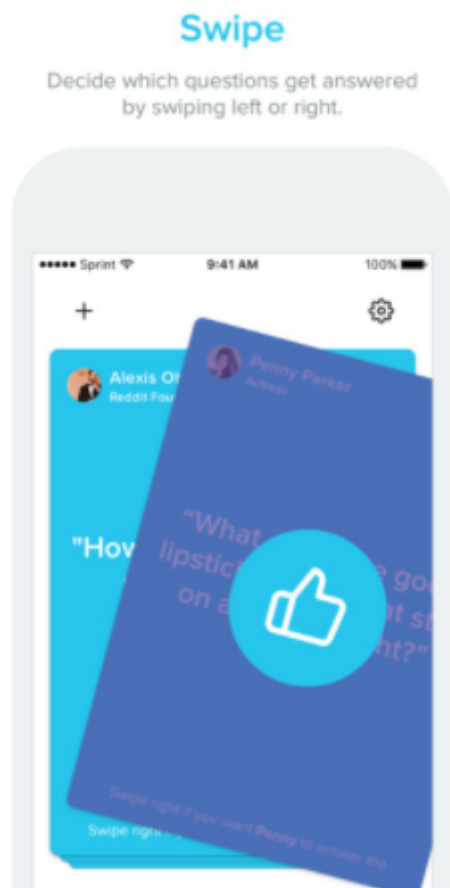 Swipe
Decide which questions get answered
by swiping left or right.
Sprint
9:41 AM
100%
+
Alexis
Reddit
"How
Penny Parker
Actress
"What
on
"
Swipe right if you want Penny to answer the
Swipe right